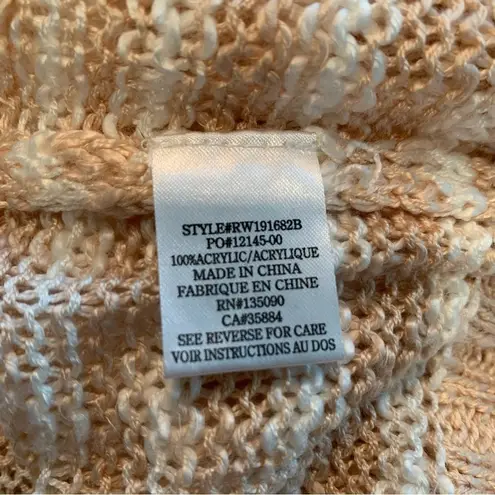 STYLE#RW191682B
PO#12145-00
100%ACRYLIC/ACRYLIQUE
MADE IN CHINA
FABRIQUE EN CHINE
RN#135090
CA#35884
SEE REVERSE FOR CARE
VOIR INSTRUCTIONS AU DOS